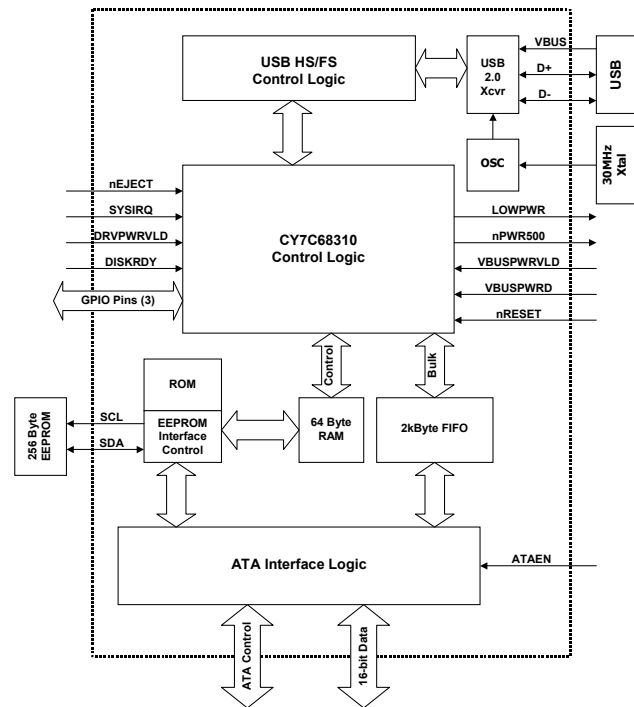 USB HS/FS
Control Logic
USB
2.0
Xcvr
VBUS
D+
D-
USB
OSC
30MHz
Xtal
nEJECT
SYSIRQ
DRVPWRVLD
DISKRDY
GPIO Pins (3)
CY7C68310
Control Logic
LOWPWR
nPWR500
VBUSPWRVLD
VBUSPWRD
nRESET
Control
Bulk
ROM
EEPROM
Interface
Control
SCL
SDA
256 Byte
EEPROM
64 Byte
RAM
2kByte FIFO
ATA Interface Logic
ATAEN
ATA Control
16-bit Data